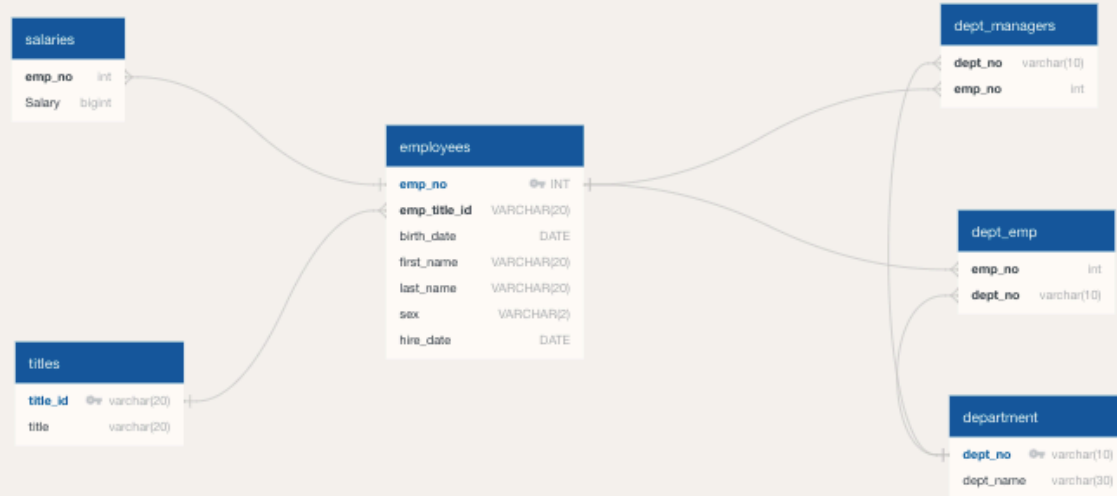 salaries
emp_no int
Salary bigint
employees
emp_no INT
emp_title_id VARCHAR(20)
birth_date DATE
first_name VARCHAR(20)
last_name VARCHAR(20)
sex VARCHAR(2)
hire_date DATE
titles
title_id varchar(20)
title varchar(20)
dept_managers
dept_no varchar(10)
emp_no int
dept_emp
emp_no int
dept_no varchar(10)
department
dept_no varchar(10)
dept_name varchar(30)